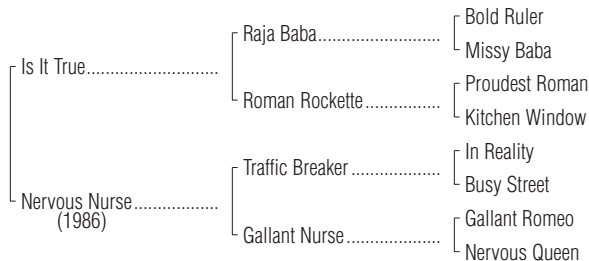 Bold Ruler
Raja Baba........................
Missy Baba
Is It True..........................
Proudest Roman
Roman Rockette...............
Kitchen Window
In Reality
Traffic Breaker..................
Busy Street
Nervous Nurse.................
(1986)
Gallant Romeo
Gallant Nurse...................
Nervous Queen